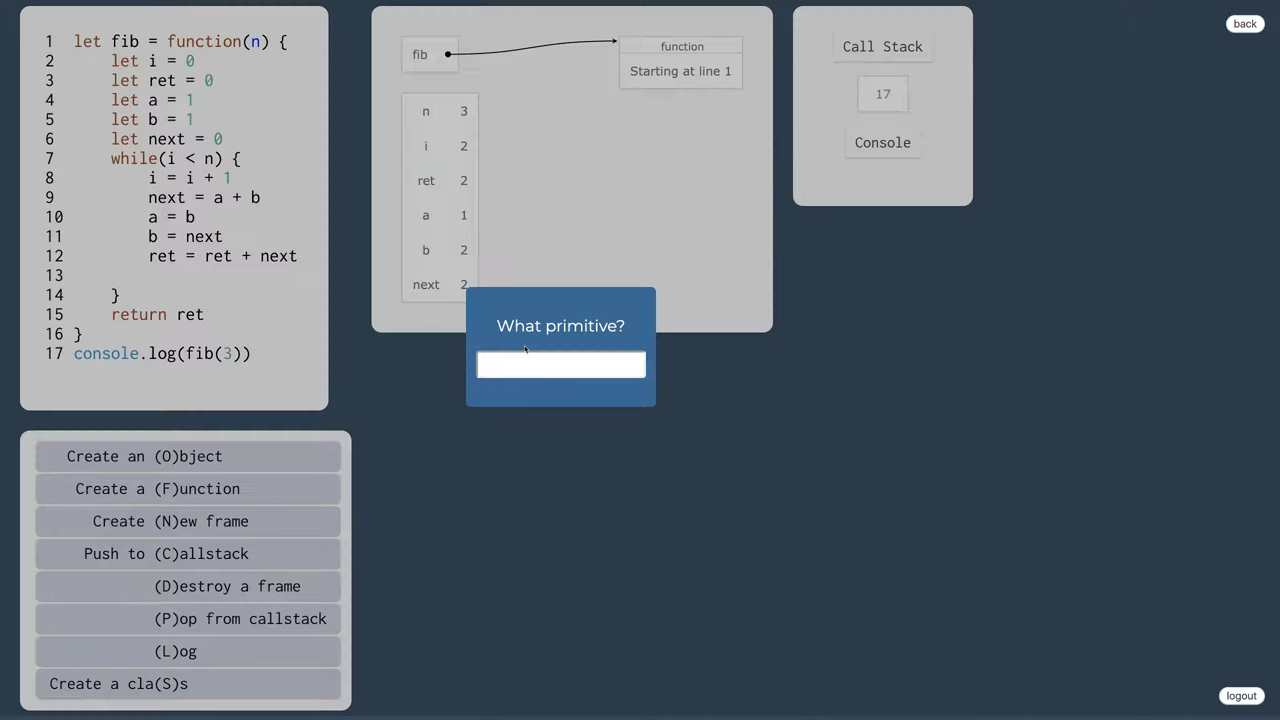 1 let fib = function(n) {
2 let i = 0
3 let ret = 0
4 let a = 1
5 let b = 1
6 let next = 0
7 while(i < n) {
8 i = i + 1
9 next = a + b
10 a = b
11 b = next
12 ret = ret + next
13
14 }
15 return ret
16 }
17 console.log(fib(3))
fib
function
Starting at line 1
n 3
i 2
ret 2
a 1
b 2
next 2
What primitive?
Call Stack
17
Console
back
Create an (O)bject
Create a (F)unction
Create (N)ew frame
Push to (C)allstack
(D)estroy a frame
(P)op from callstack
(L)og
Create a cla(S)s
logout